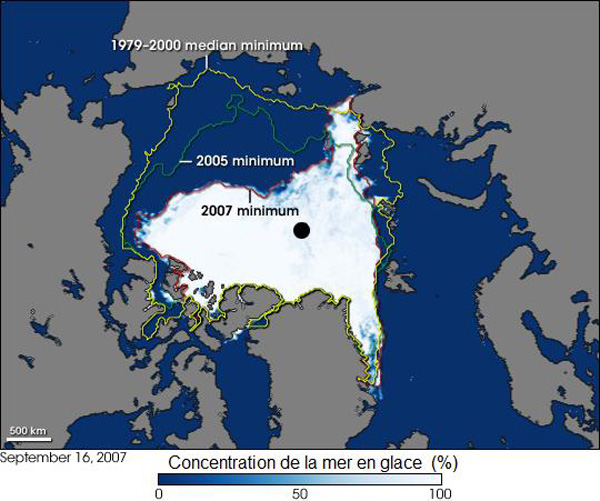 1979-2000 median minimum
2005 minimum
2007 minimum
500 km
September 16, 2007
Concentration de la mer en glace (%)
0 50 100